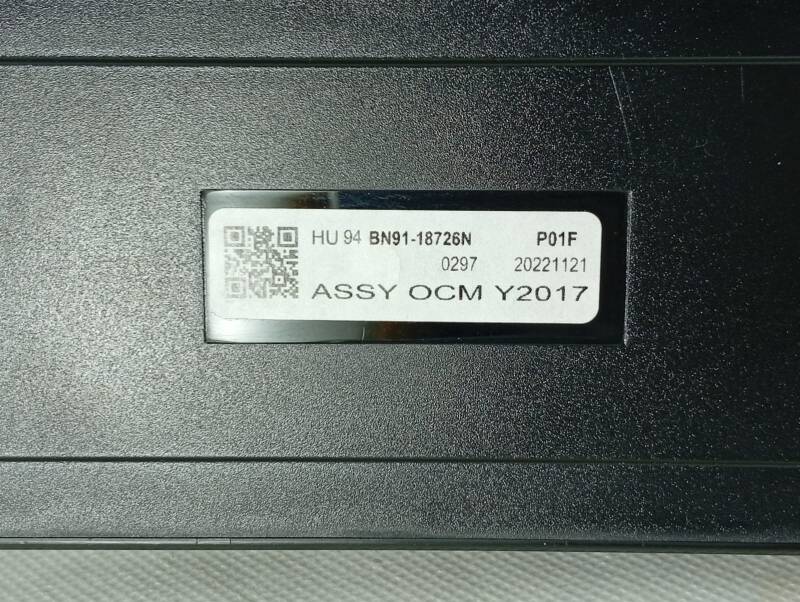 HU 94 BN91-18726N P01F
0297 20221121
ASSY OCM Y2017